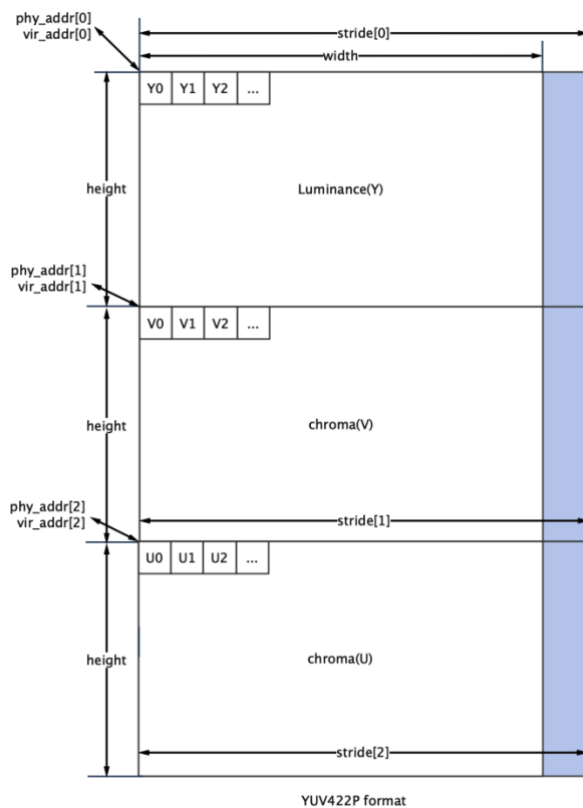 phy_addr[0]
vir_addr[0]
stride[0]
width
Y0 Y1 Y2 ...
height
Luminance(Y)
phy_addr[1]
vir_addr[1]
V0 V1 V2 ...
height
chroma(V)
phy_addr[2]
vir_addr[2]
stride[1]
U0 U1 U2 ...
height
chroma(U)
stride[2]
YUV422P format